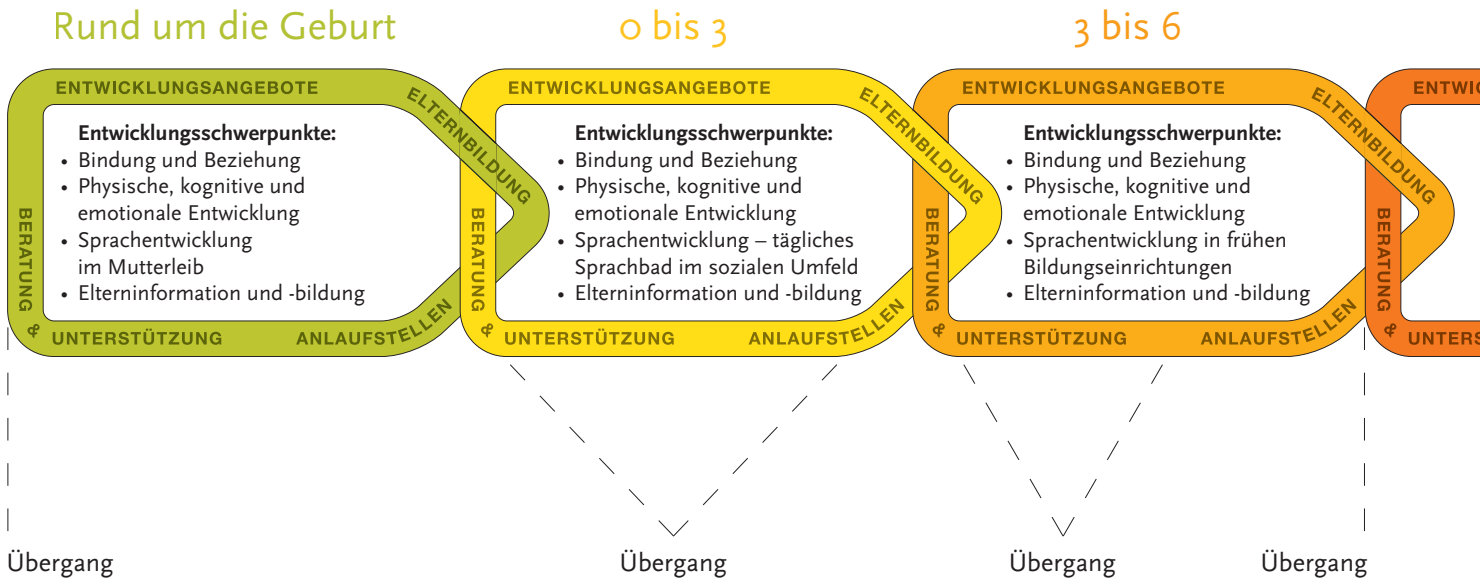 Rund um die Geburt
0 bis 3
3 bis 6
ENTWICKLUNGSANGEBOTE
ELTERNBILDUNG
Entwicklungsschwerpunkte:
• Bindung und Beziehung
• Physische, kognitive und
emotionale Entwicklung
• Sprachentwicklung
im Mutterleib
• Elterninformation und -bildung
BERATUNG &
UNTERSTÜTZUNG
ANLAUFSTELLEN
ENTWICKLUNGSANGEBOTE
ELTERNBILDUNG
Entwicklungsschwerpunkte:
• Bindung und Beziehung
• Physische, kognitive und
emotionale Entwicklung
• Sprachentwicklung – tägliches
Sprachbad im sozialen Umfeld
• Elterninformation und -bildung
BERATUNG &
UNTERSTÜTZUNG
ANLAUFSTELLEN
ENTWICKLUNGSANGEBOTE
ELTERNBILDUNG
Entwicklungsschwerpunkte:
• Bindung und Beziehung
• Physische, kognitive und
emotionale Entwicklung
• Sprachentwicklung in frühen
Bildungseinrichtungen
• Elterninformation und -bildung
BERATUNG &
UNTERSTÜTZUNG
ANLAUFSTELLEN
BERATUNG &
Übergang
Übergang
Übergang
Übergang